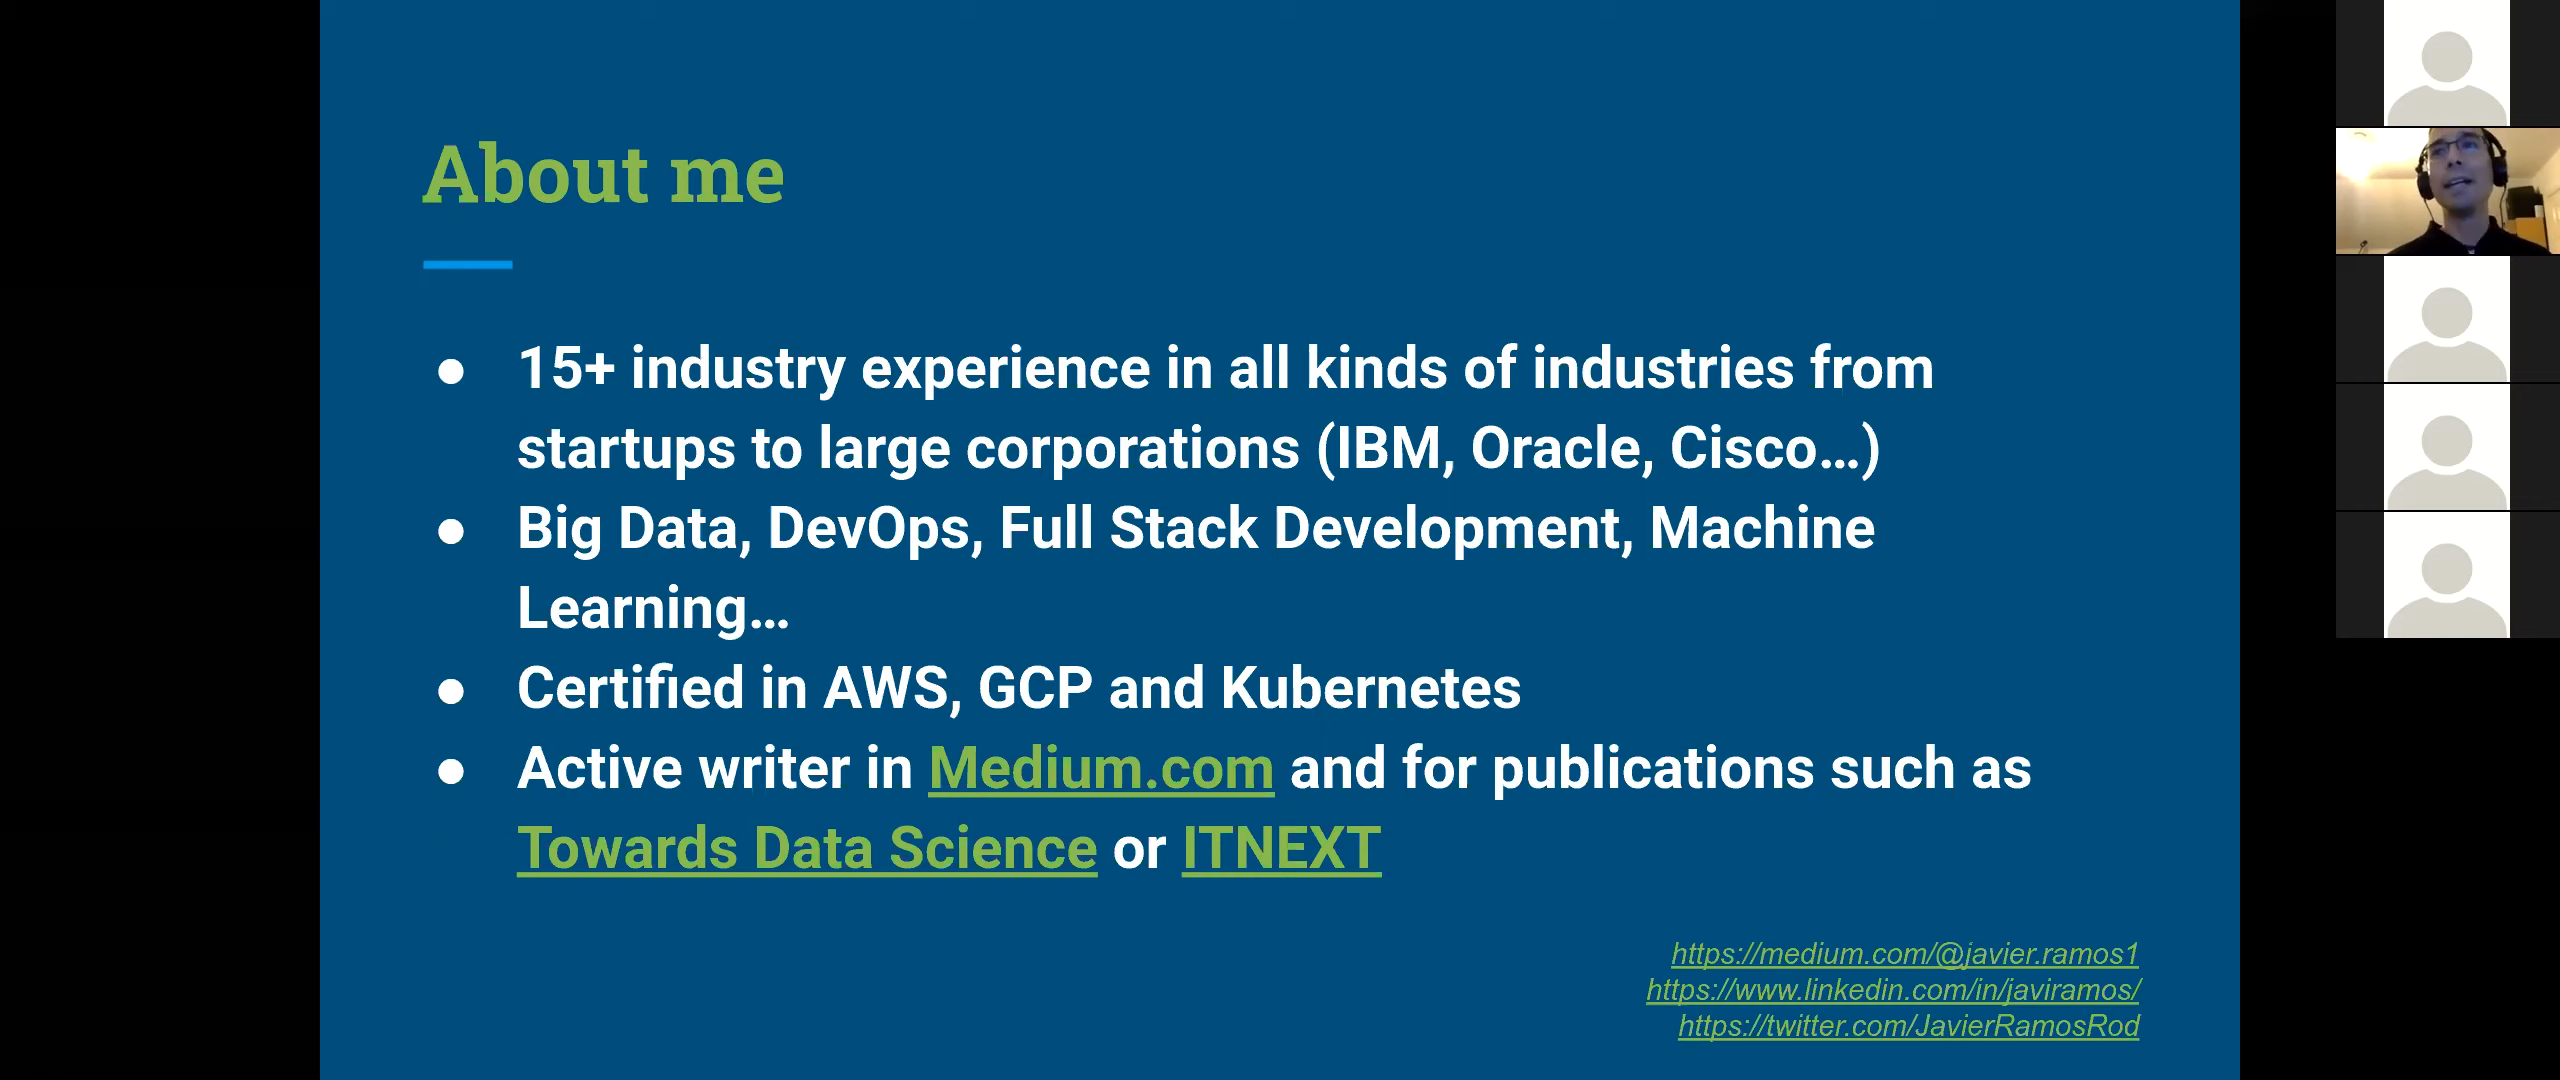 About me
● 15+ industry experience in all kinds of industries from
startups to large corporations (IBM, Oracle, Cisco...)
● Big Data, DevOps, Full Stack Development, Machine
Learning...
● Certified in AWS, GCP and Kubernetes
● Active writer in Medium.com and for publications such as
Towards Data Science or ITNEXT
https://medium.com/@javier.ramos1
https://www.linkedin.com/in/javiramos/
https://twitter.com/JavierRamosRod